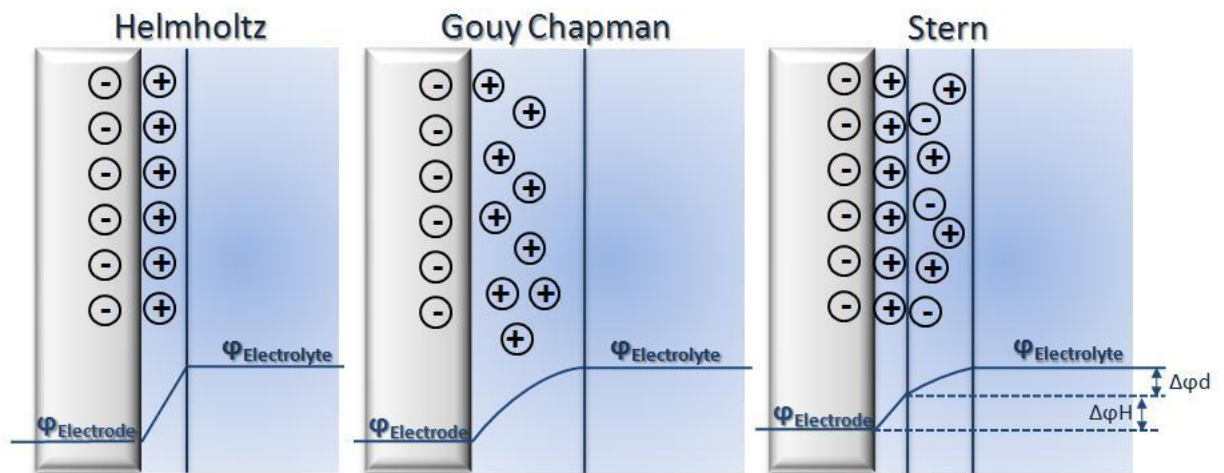 Helmholtz
Gouy Chapman
Stern
- + + - + +
- + + - + -
- + + - + +
- + + - + -
- + + - + +
- + + + - + -
+
φElectrolyte
φElectrolyte
φElectrolyte
Δφd
ΔφH
φElectrode
φElectrode
φElectrode